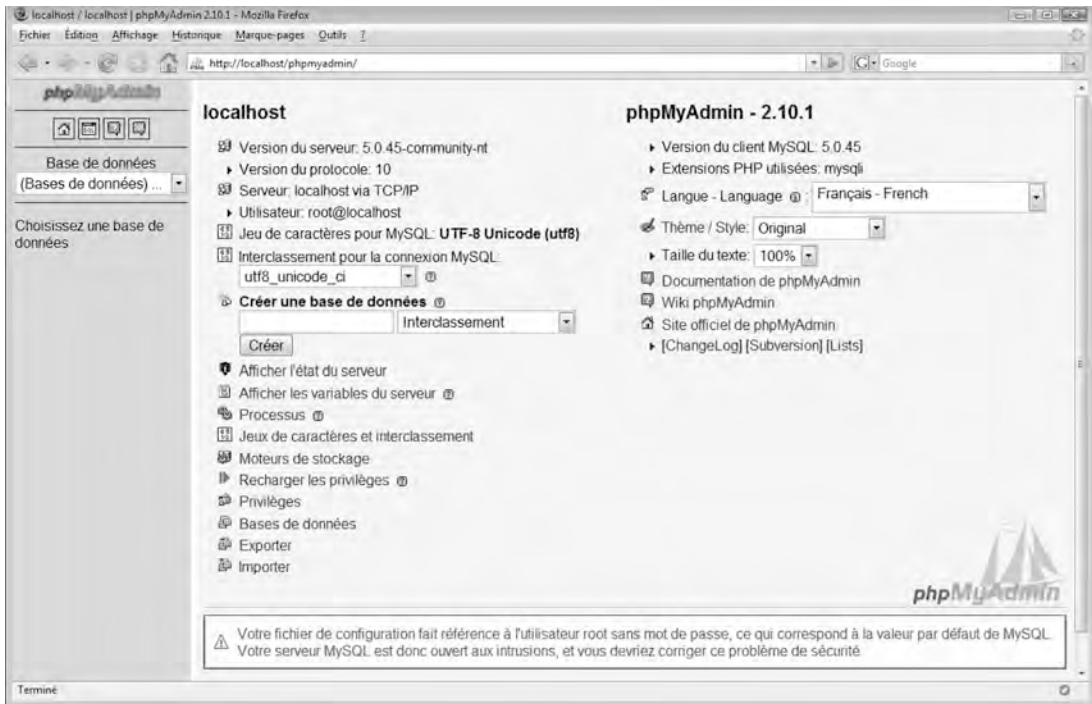 localhost / localhost | phpMyAdmin 2.10.1 - Mozilla Firefox
Fichier Édition Affichage Historique Marque-pages Outils ?
http://localhost/phpmyadmin/
Google
phpMyAdmin
Base de données
(Bases de données) ...
Choisissez une base de
données
localhost
Version du serveur: 5.0.45-community-nt
Version du protocole: 10
Serveur: localhost via TCP/IP
Utilisateur: root@localhost
Jeu de caractères pour MySQL: UTF-8 Unicode (utf8)
Interclassement pour la connexion MySQL:
utf8_unicode_ci
Créer une base de données
Interclassement
Créer
Afficher l'état du serveur
Afficher les variables du serveur
Processus
Jeux de caractères et interclassement
Moteurs de stockage
Recharger les privilèges
Privilèges
Bases de données
Exporter
Importer
phpMyAdmin - 2.10.1
Version du client MySQL: 5.0.45
Extensions PHP utilisées: mysqli
Langue - Language : Français - French
Thème / Style: Original
Taille du texte: 100%
Documentation de phpMyAdmin
Wiki phpMyAdmin
Site officiel de phpMyAdmin
[ChangeLog] [Subversion] [Lists]
phpMyAdmin
Votre fichier de configuration fait référence à l'utilisateur root sans mot de passe, ce qui correspond à la valeur par défaut de MySQL.
Votre serveur MySQL est donc ouvert aux intrusions, et vous devriez corriger ce problème de sécurité.
Terminé